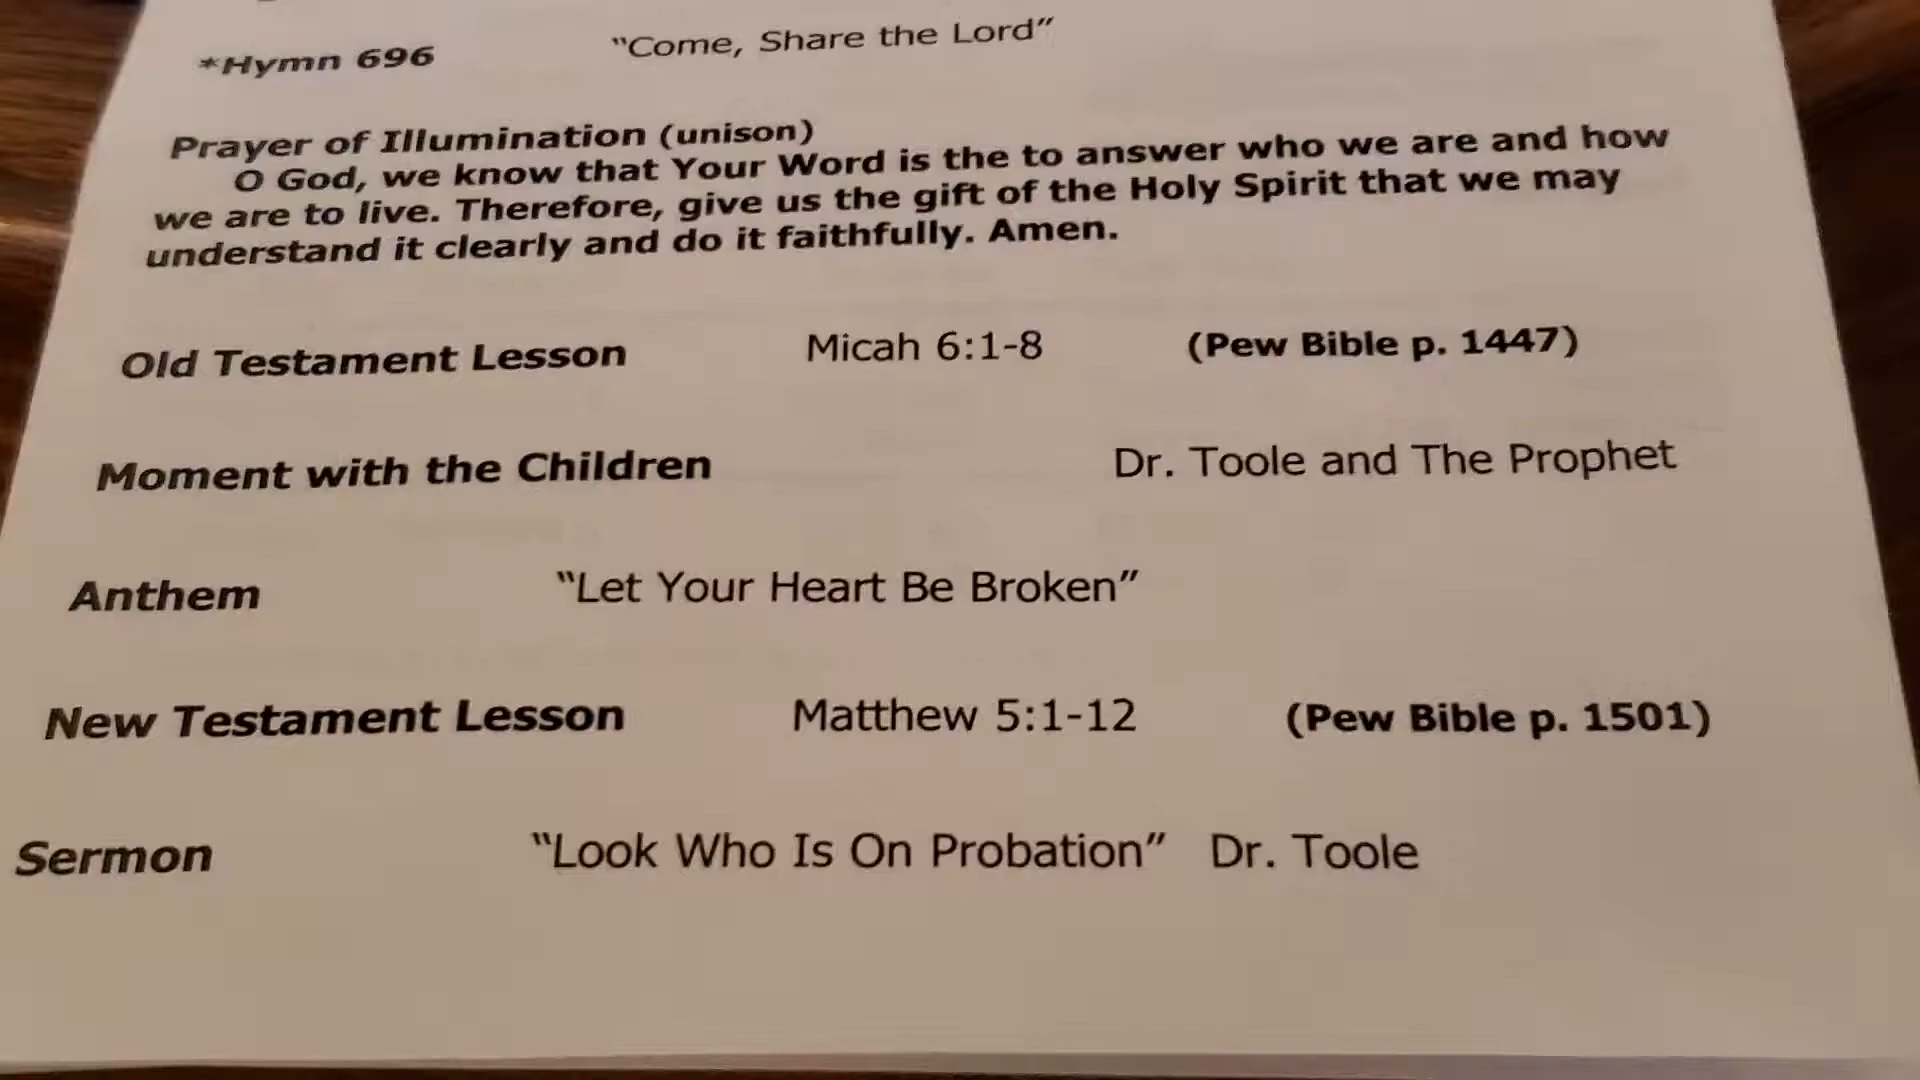 *Hymn 696 "Come, Share the Lord"
Prayer of Illumination (unison)
O God, we know that Your Word is the to answer who we are and how
we are to live. Therefore, give us the gift of the Holy Spirit that we may
understand it clearly and do it faithfully. Amen.
Old Testament Lesson Micah 6:1-8 (Pew Bible p. 1447)
Moment with the Children Dr. Toole and The Prophet
Anthem "Let Your Heart Be Broken"
New Testament Lesson Matthew 5:1-12 (Pew Bible p. 1501)
Sermon "Look Who Is On Probation" Dr. Toole